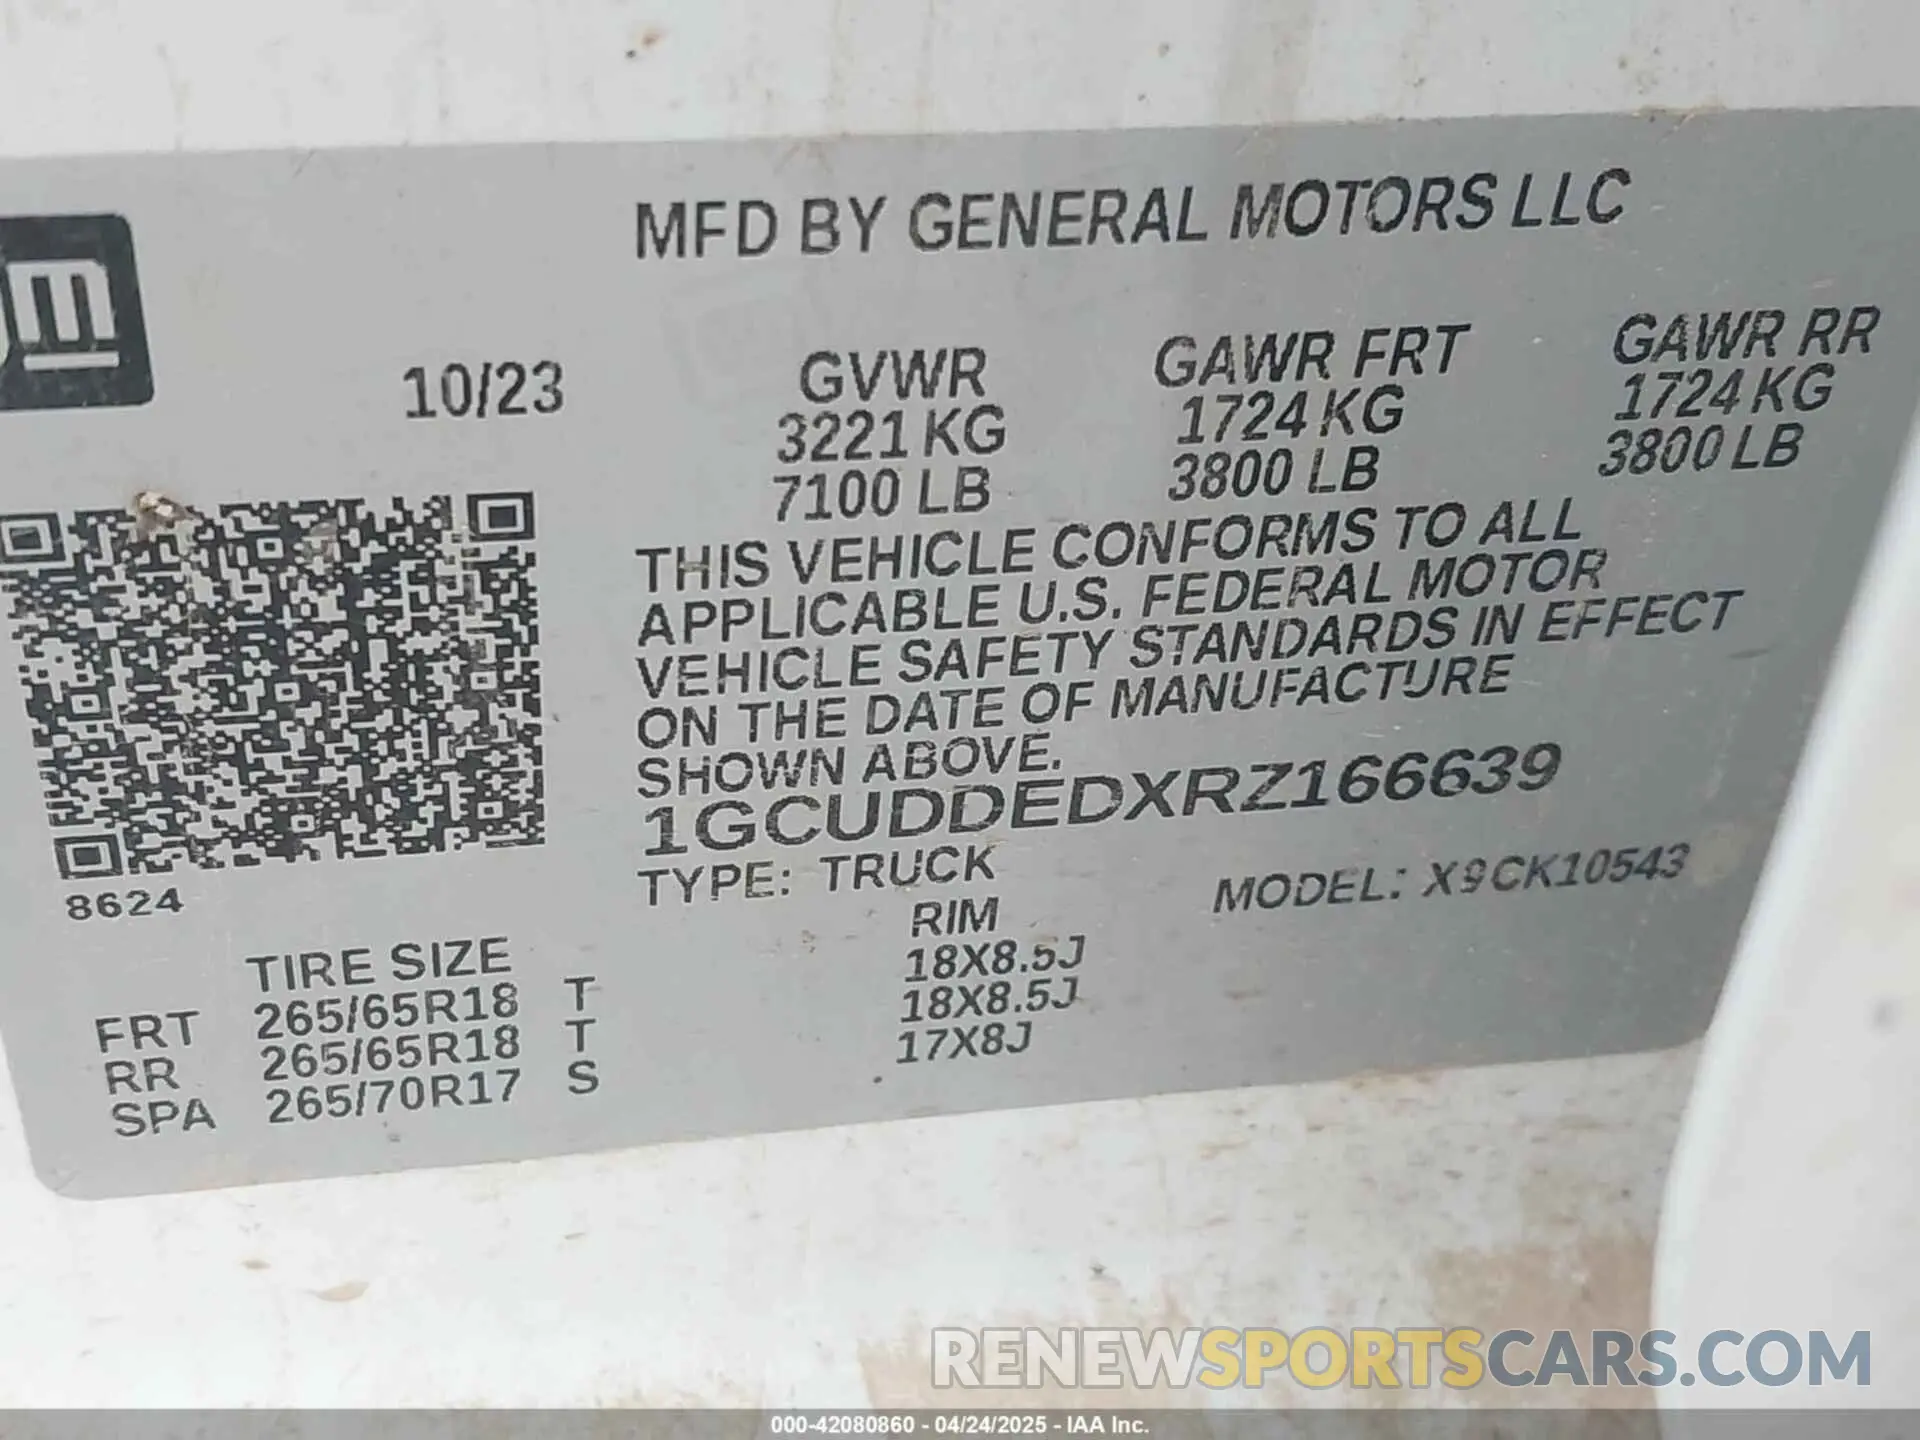 MFD BY GENERAL MOTORS LLC
GM
10/23
GVWR GAWR FRT GAWR RR
3221 KG 1724 KG 1724 KG
7100 LB 3800 LB 3800 LB
THIS VEHICLE CONFORMS TO ALL
APPLICABLE U.S. FEDERAL MOTOR
VEHICLE SAFETY STANDARDS IN EFFECT
ON THE DATE OF MANUFACTURE
SHOWN ABOVE.
1GCUDDEDXRZ166639
TYPE: TRUCK MODEL: X9CK10543
8624
TIRE SIZE RIM
FRT 265/65R18 T 18X8.5J
RR 265/65R18 T 18X8.5J
SPA 265/70R17 S 17X8J
RENEWSPORTSCARS.COM
000-42080860 - 04/24/2025 - IAA Inc.